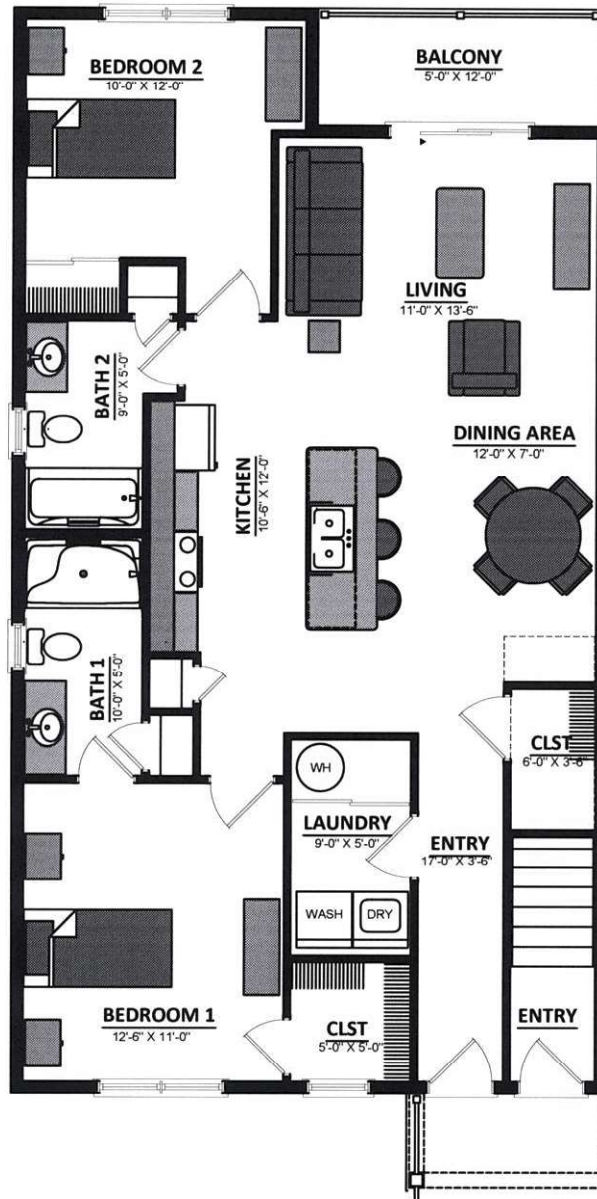 BEDROOM 2
10'-0" X 12'-0"
BALCONY
5'-0" X 12'-0"
LIVING
11'-0" X 13'-6"
BATH 2
9'-0" X 5'-0"
KITCHEN
10'-6" X 12'-0"
DINING AREA
12'-0" X 7'-0"
BATH 1
10'-0" X 5'-0"
CLST
6'-0" X 3'-6"
WH
LAUNDRY
9'-0" X 5'-0"
ENTRY
17'-0" X 3'-6"
WASH
DRY
BEDROOM 1
12'-6" X 11'-0"
CLST
5'-0" X 5'-0"
ENTRY